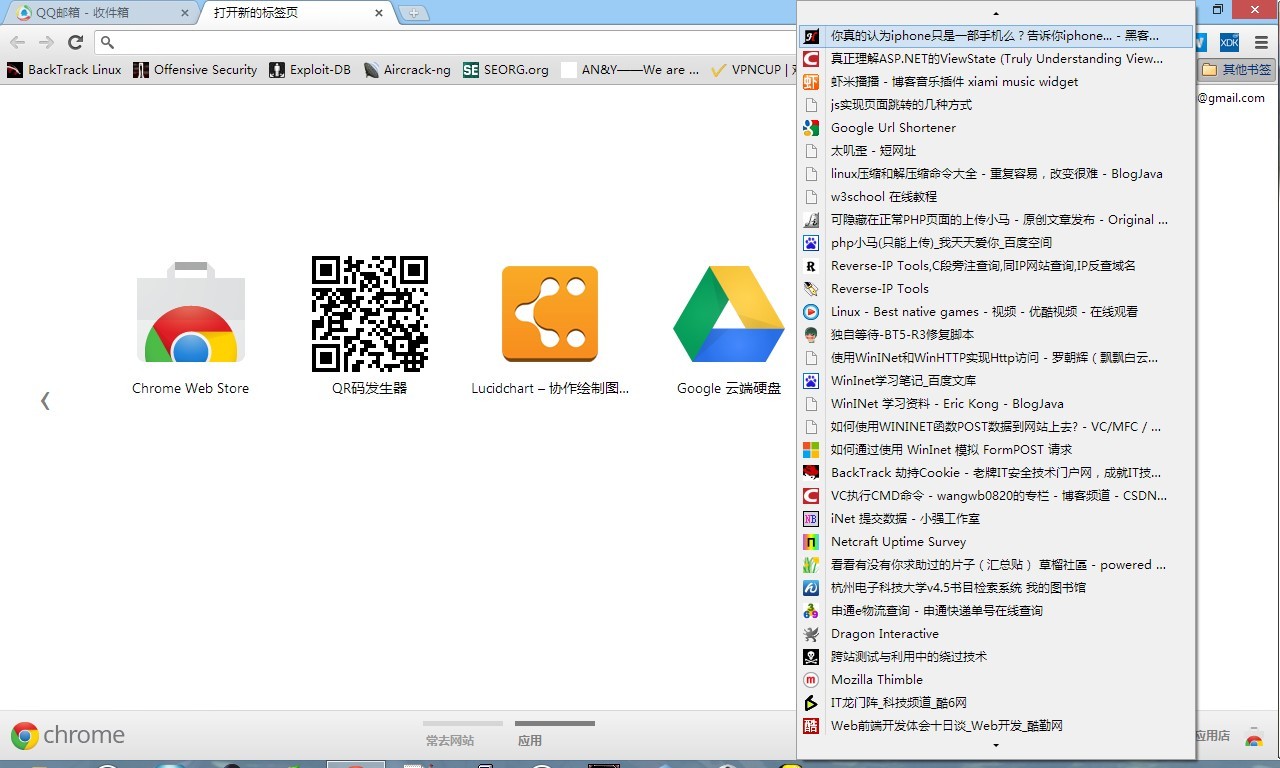 QQ邮箱 - 收件箱
打开新的标签页
BackTrack Linux
Offensive Security
Exploit-DB
Aircrack-ng
SEORG.org
AN&Y——We are ...
VPNCUP |
XDK
其他书签
@gmail.com
Chrome Web Store
QR码发生器
Lucidchart – 协作绘制图...
Google 云端硬盘
你真的认为iphone只是一部手机么？告诉你iphone... - 黑客...
真正理解ASP.NET的ViewState (Truly Understanding View...
虾米播播 - 博客音乐插件 xiami music widget
js实现页面跳转的几种方式
Google Url Shortener
太叽歪 - 短网址
linux压缩和解压缩命令大全 - 重复容易，改变很难 - BlogJava
w3school 在线教程
可隐藏在正常PHP页面的上传小马 - 原创文章发布 - Original ...
php小马(只能上传)_我天天爱你_百度空间
Reverse-IP Tools,C段旁注查询,同IP网站查询,IP反查域名
Reverse-IP Tools
Linux - Best native games - 视频 - 优酷视频 - 在线观看
独自等待-BT5-R3修复脚本
使用WinINet和WinHTTP实现Http访问 - 罗朝辉 ( 飘飘白云...
WinInet学习笔记_百度文库
WinINet 学习资料 - Eric Kong - BlogJava
如何使用WININET函数POST数据到网站上去? - VC/MFC / ...
如何通过使用 WinInet 模拟 FormPOST 请求
BackTrack 劫持Cookie - 老牌IT安全技术门户网，成就IT技...
VC执行CMD命令 - wangwb0820的专栏 - 博客频道 - CSDN...
iNet 提交数据 - 小强工作室
Netcraft Uptime Survey
看看有没有你求助过的片子 ( 汇总贴 ) 草榴社區 - powered ...
杭州电子科技大学v4.5书目检索系统 我的图书馆
申通e物流查询 - 申通快递单号在线查询
Dragon Interactive
跨站测试与利用中的绕过技术
Mozilla Thimble
IT龙门阵_科技频道_酷6网
Web前端开发体会十日谈_Web开发_酷勤网
chrome
常去网站
应用
应用店